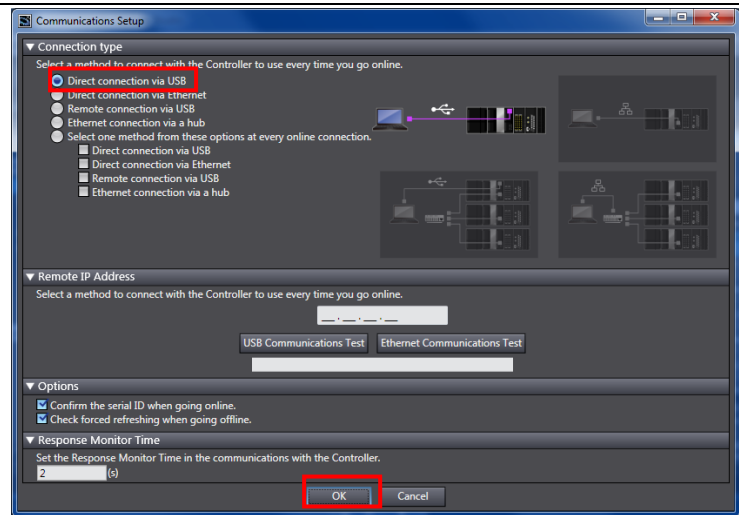 Communications Setup
▼ Connection type
Select a method to connect with the Controller to use every time you go online.
Direct connection via USB
Direct connection via Ethernet
Remote connection via USB
Ethernet connection via a hub
Select one method from these options at every online connection.
Direct connection via USB
Direct connection via Ethernet
Remote connection via USB
Ethernet connection via a hub
▼ Remote IP Address
Select a method to connect with the Controller to use every time you go online.
__.__.__.__
USB Communications Test Ethernet Communications Test
▼ Options
Confirm the serial ID when going online.
Check forced refreshing when going offline.
▼ Response Monitor Time
Set the Response Monitor Time in the communications with the Controller.
2 (s)
OK Cancel